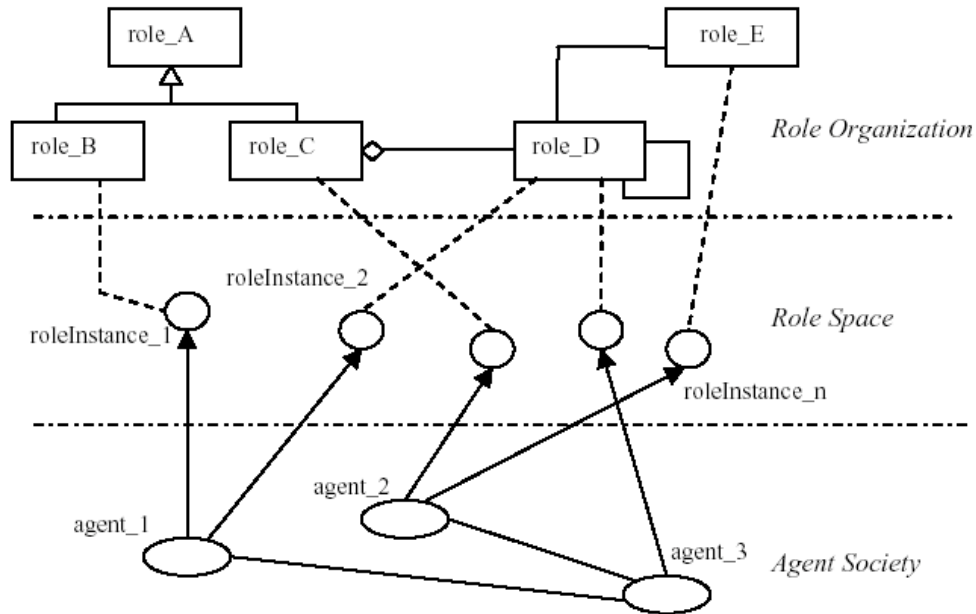 role_A
role_E
role_B
role_C
role_D
Role Organization
roleInstance_2
roleInstance_1
Role Space
roleInstance_n
agent_2
agent_1
agent_3
Agent Society